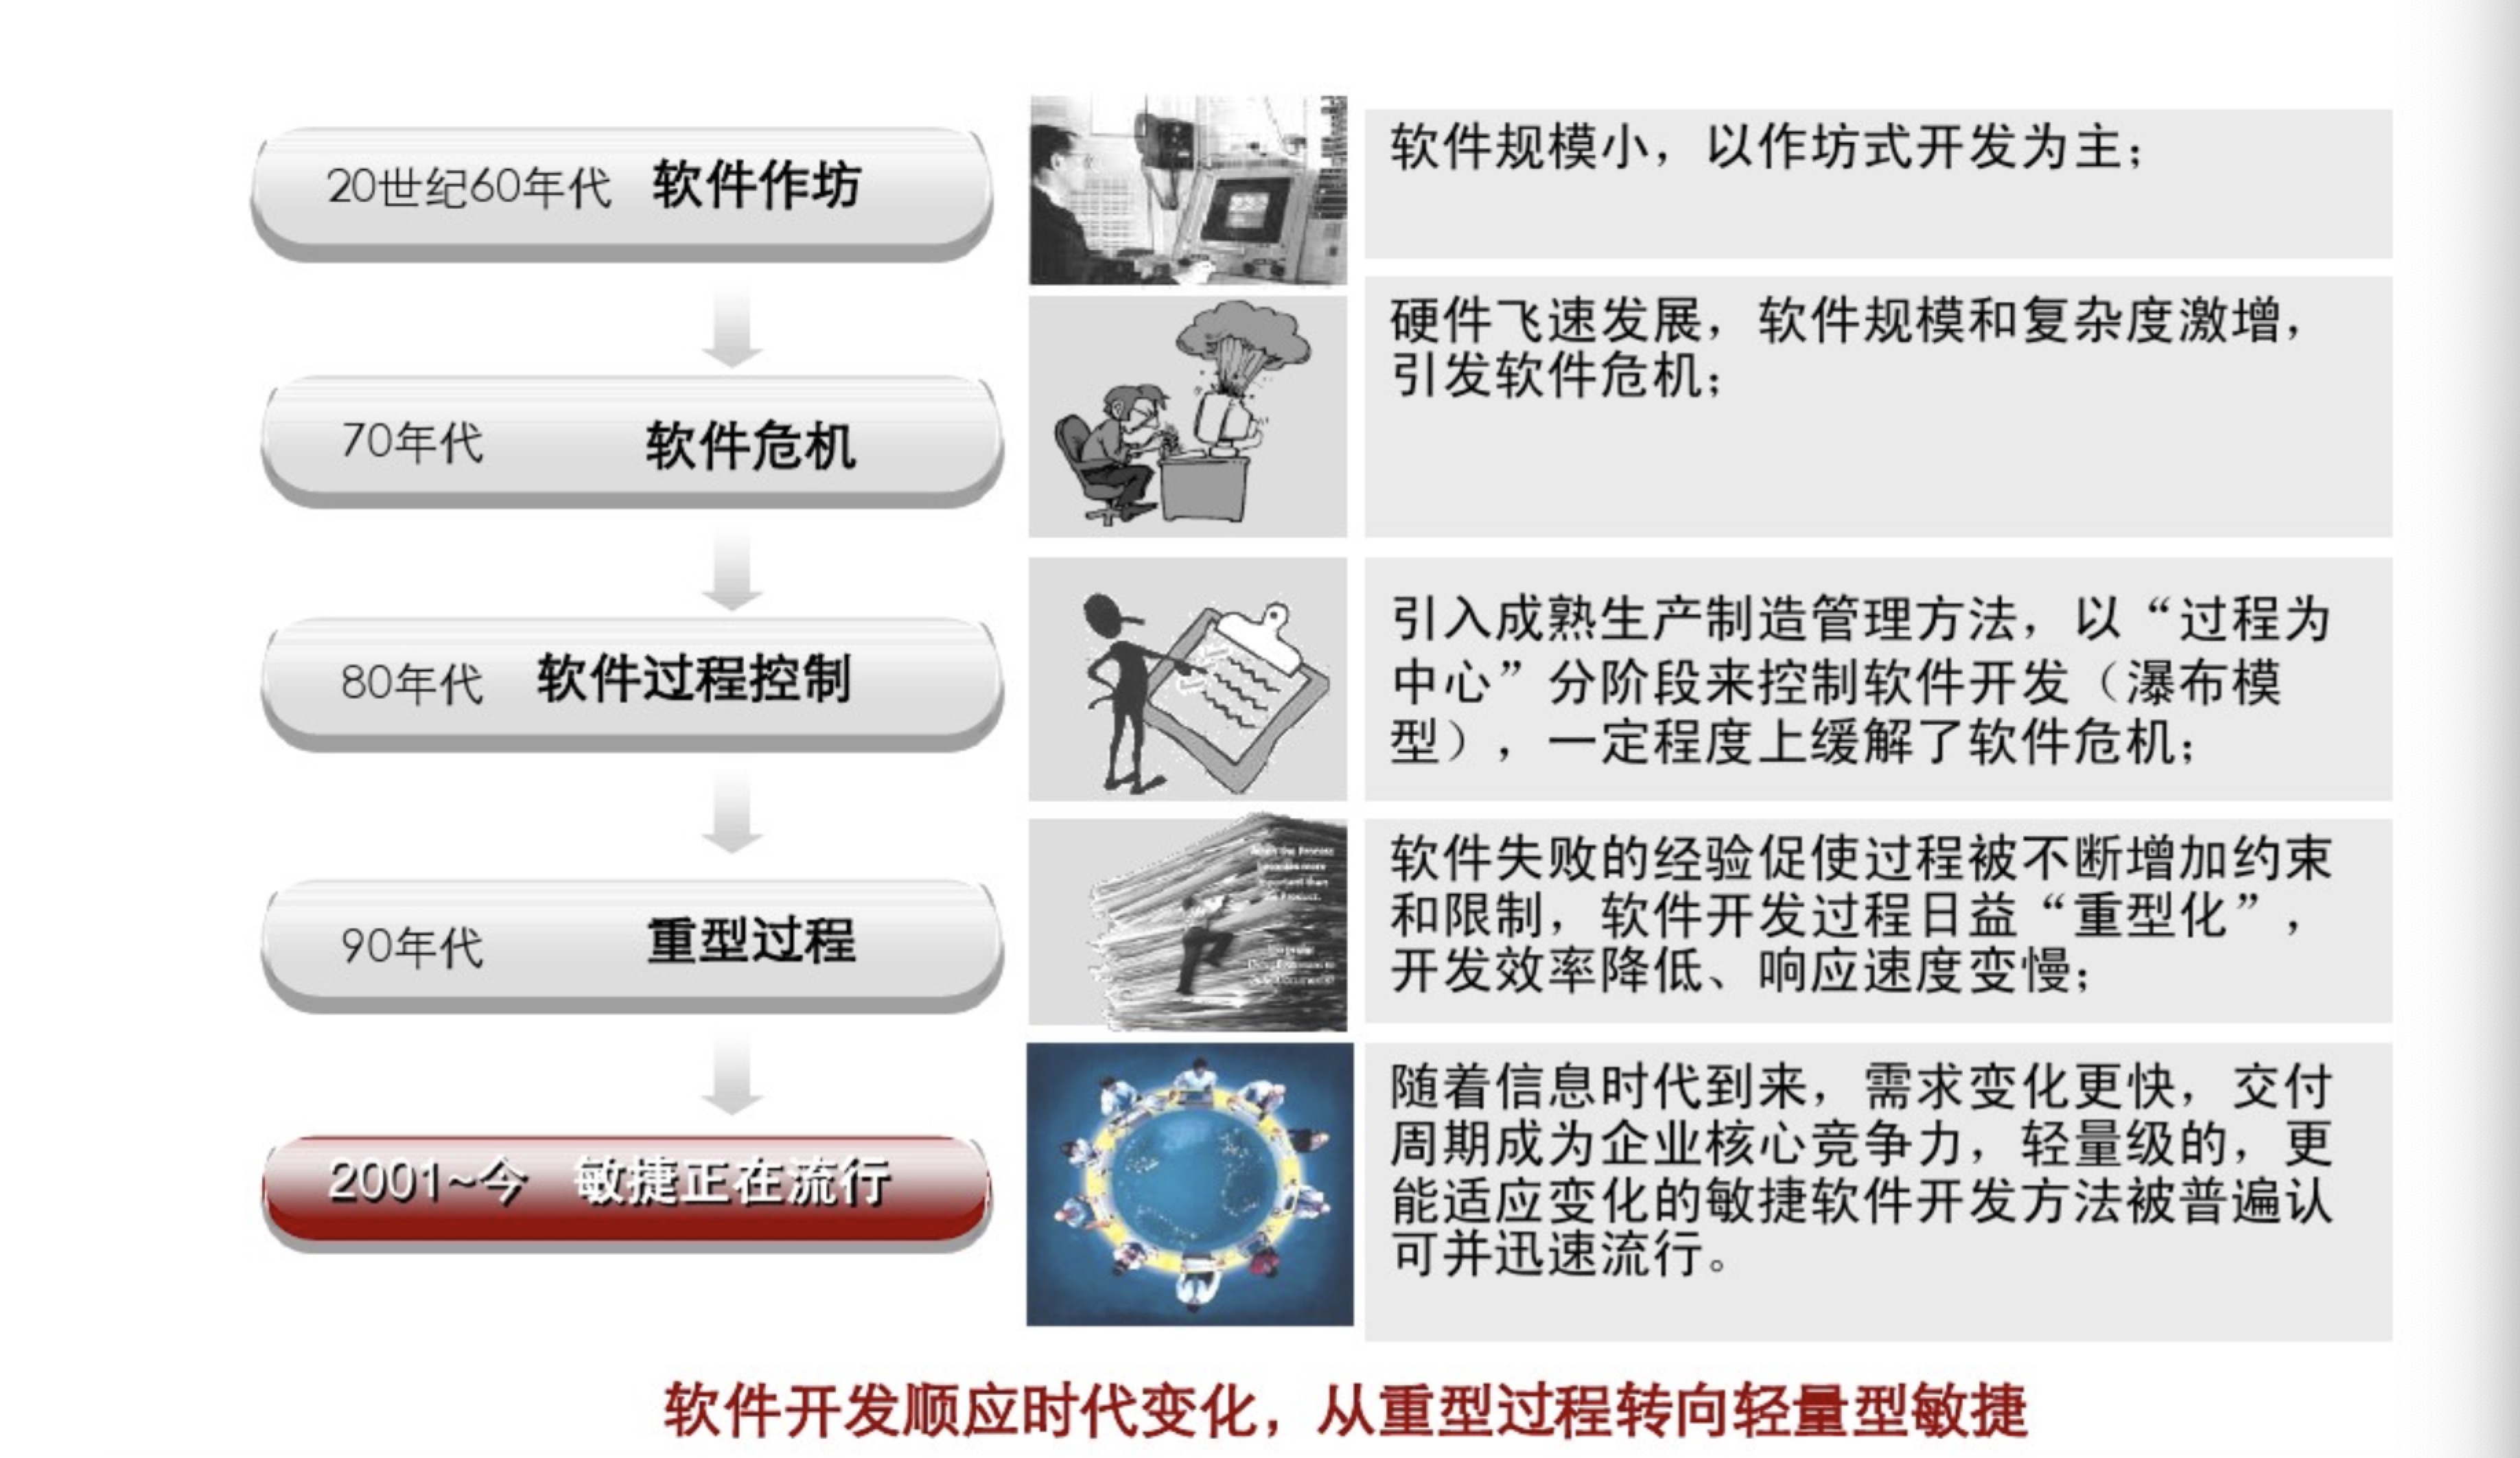 20世纪60年代 软件作坊
软件规模小，以作坊式开发为主；
70年代 软件危机
硬件飞速发展，软件规模和复杂度激增，
引发软件危机；
80年代 软件过程控制
引入成熟生产制造管理方法，以“过程为
中心”分阶段来控制软件开发（瀑布模
型），一定程度上缓解了软件危机；
90年代 重型过程
软件失败的经验促使过程被不断增加约束
和限制，软件开发过程日益“重型化”，
开发效率降低、响应速度变慢；
2001~今 敏捷正在流行
随着信息时代到来，需求变化更快，交付
周期成为企业核心竞争力，轻量级的，更
能适应变化的敏捷软件开发方法被普遍认
可并迅速流行。
软件开发顺应时代变化，从重型过程转向轻量型敏捷